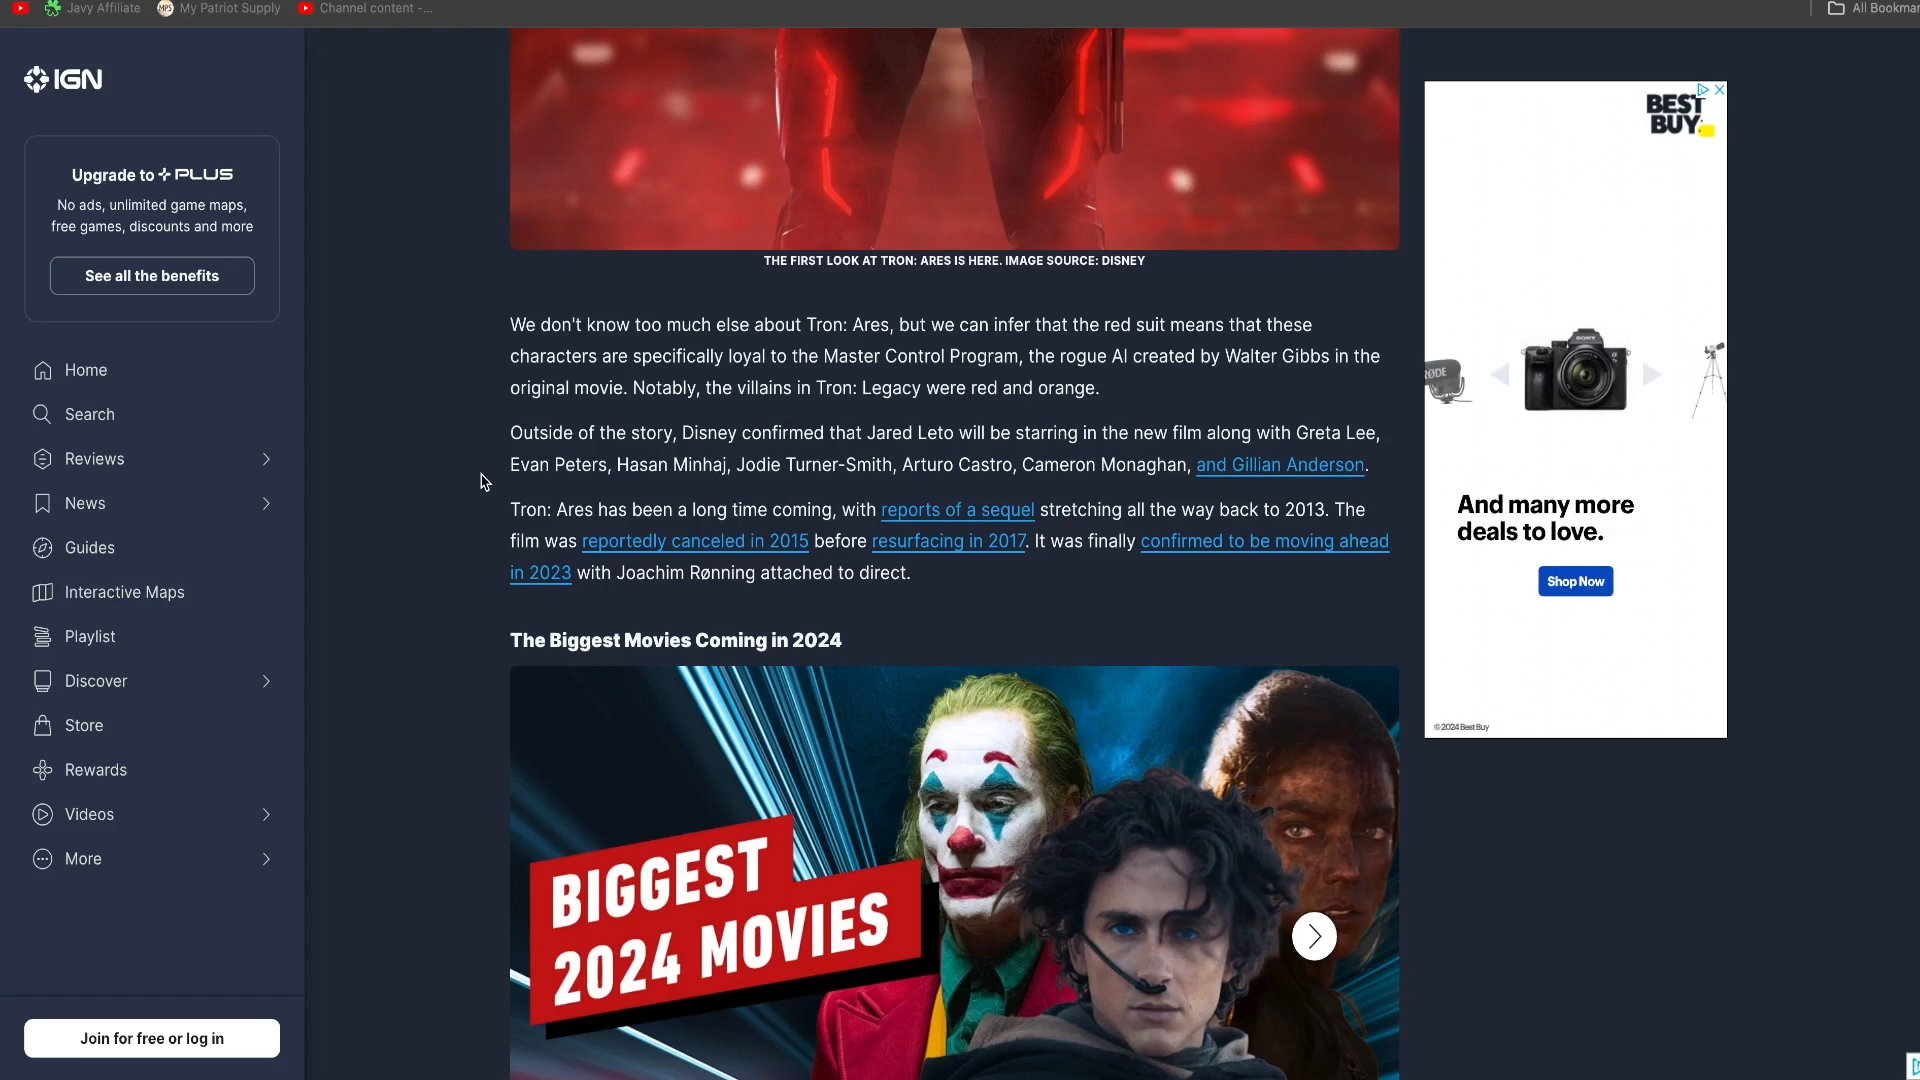 Javy Affiliate
MPS
My Patriot Supply
Channel content -...
All Bookmar
IGN
Upgrade to PLUS
No ads, unlimited game maps,
free games, discounts and more
See all the benefits
Home
Search
Reviews
News
Guides
Interactive Maps
Playlist
Discover
Store
Rewards
Videos
More
Join for free or log in
THE FIRST LOOK AT TRON: ARES IS HERE. IMAGE SOURCE: DISNEY
We don't know too much else about Tron: Ares, but we can infer that the red suit means that these
characters are specifically loyal to the Master Control Program, the rogue AI created by Walter Gibbs in the
original movie. Notably, the villains in Tron: Legacy were red and orange.
Outside of the story, Disney confirmed that Jared Leto will be starring in the new film along with Greta Lee,
Evan Peters, Hasan Minhaj, Jodie Turner-Smith, Arturo Castro, Cameron Monaghan, and Gillian Anderson.
Tron: Ares has been a long time coming, with reports of a sequel stretching all the way back to 2013. The
film was reportedly canceled in 2015 before resurfacing in 2017. It was finally confirmed to be moving ahead
in 2023 with Joachim Rønning attached to direct.
The Biggest Movies Coming in 2024
BIGGEST
2024 MOVIES
BEST
BUY
RØDE
SONY
And many more
deals to love.
Shop Now
©2024 Best Buy